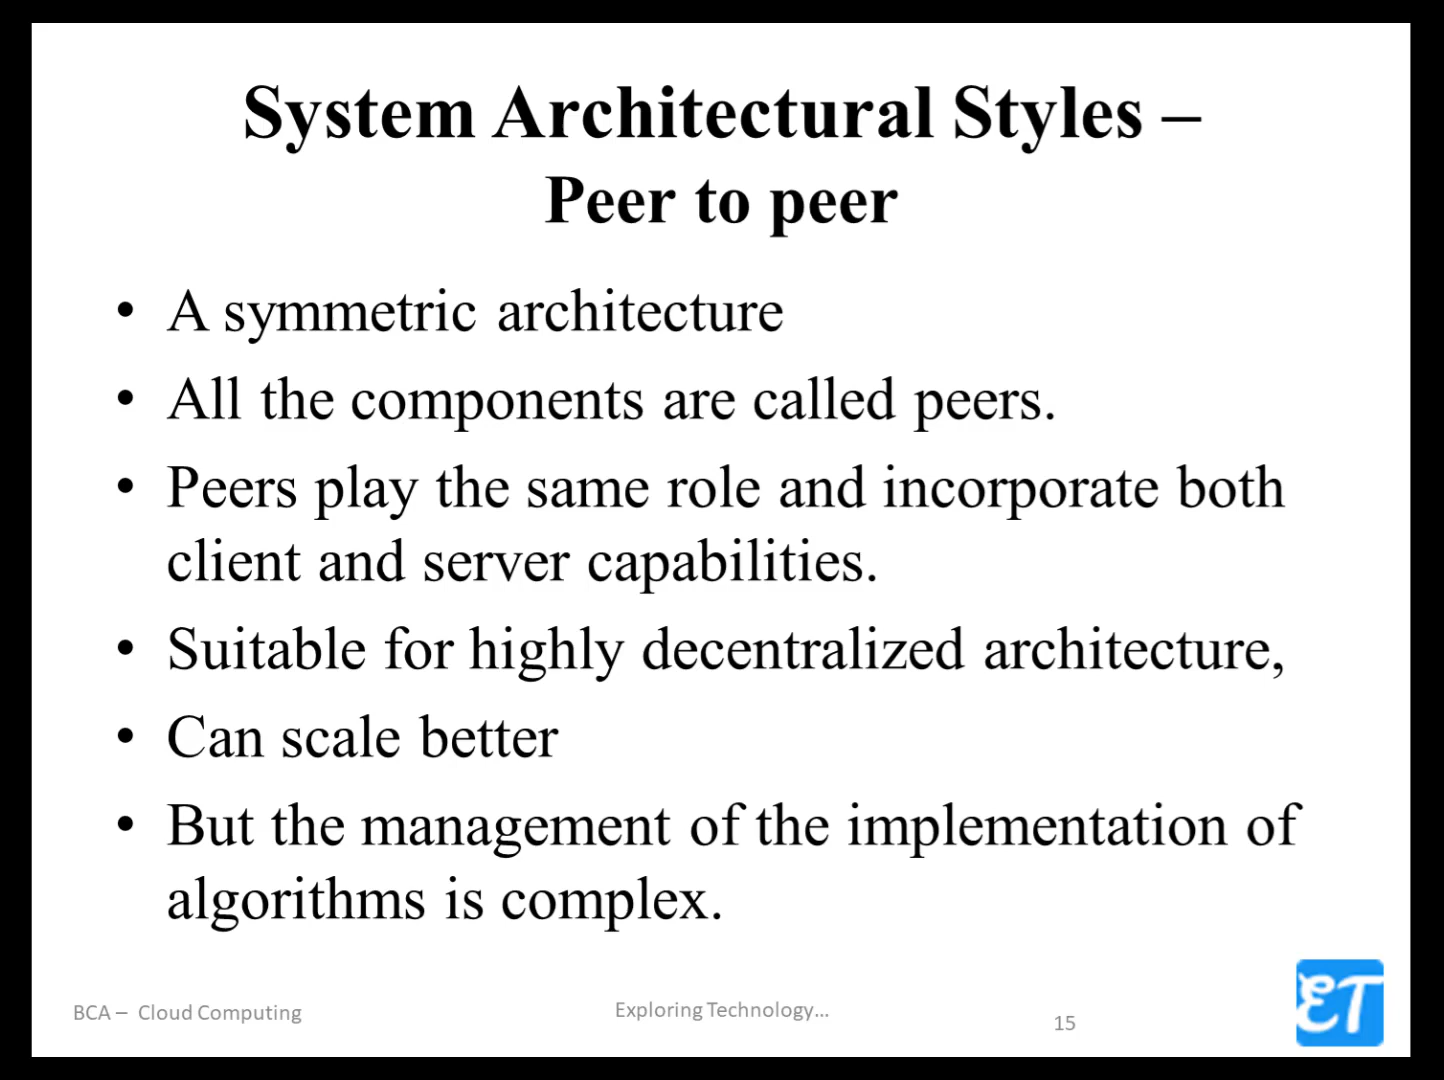 System Architectural Styles –
Peer to peer
• A symmetric architecture
• All the components are called peers.
• Peers play the same role and incorporate both
client and server capabilities.
• Suitable for highly decentralized architecture,
• Can scale better
• But the management of the implementation of
algorithms is complex.
BCA – Cloud Computing
Exploring Technology...
15
ET